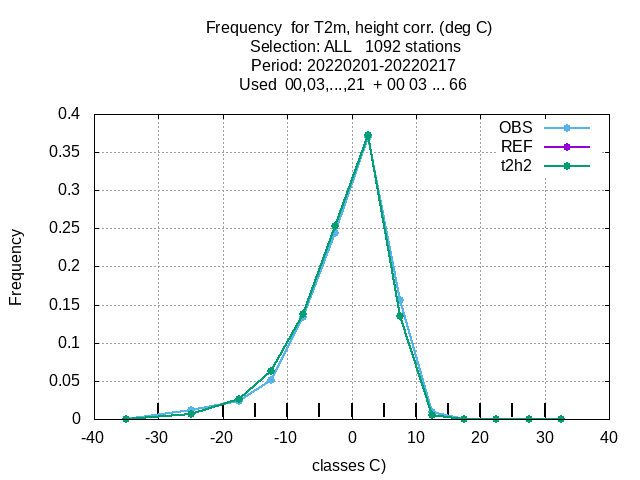 Frequency  for T2m, height corr. (deg C)
Selection: ALL   1092 stations
Period: 20220201-20220217
Used  00,03,...,21  + 00 03 ... 66
OBS
REF
t2h2
0.4
0.35
0.3
0.25
0.2
0.15
0.1
0.05
0
Frequency
-40 -30 -20 -10 0 10 20 30 40
classes C)